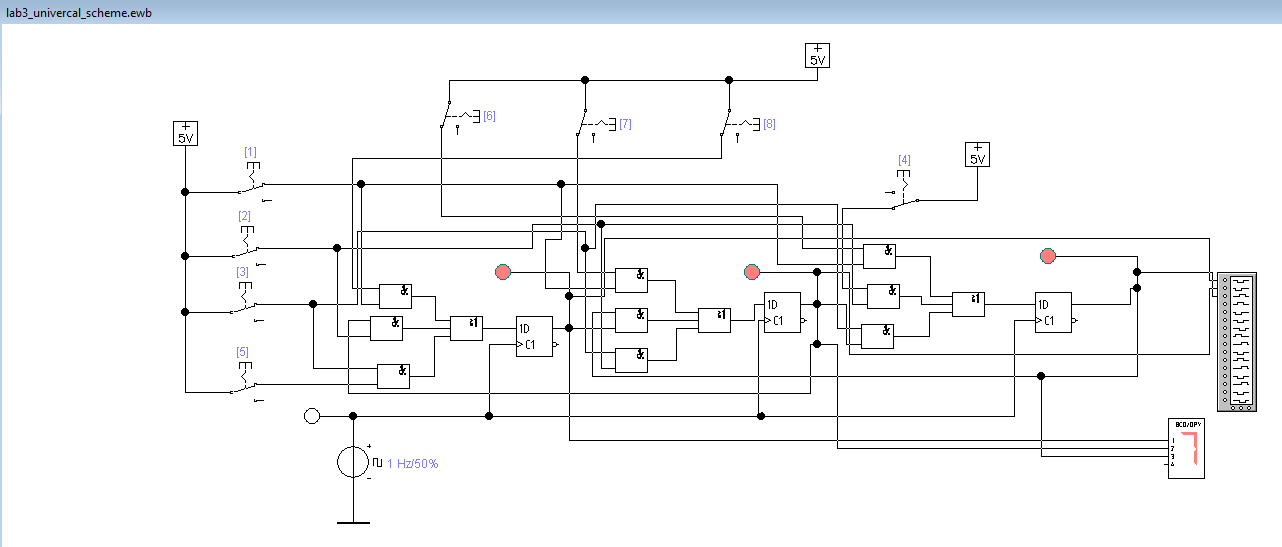 lab3_univercal_scheme.ewb
+
5V
[6]
[7]
[8]
+
5V
[1]
+
5V
[4]
[2]
[3]
[5]
&
&
&
&
&
&
&
&
&
≥1
≥1
≥1
1D
C1
1D
C1
1D
C1
+
1 Hz/50%
-
BCD/DPY
1
2
3
4
7